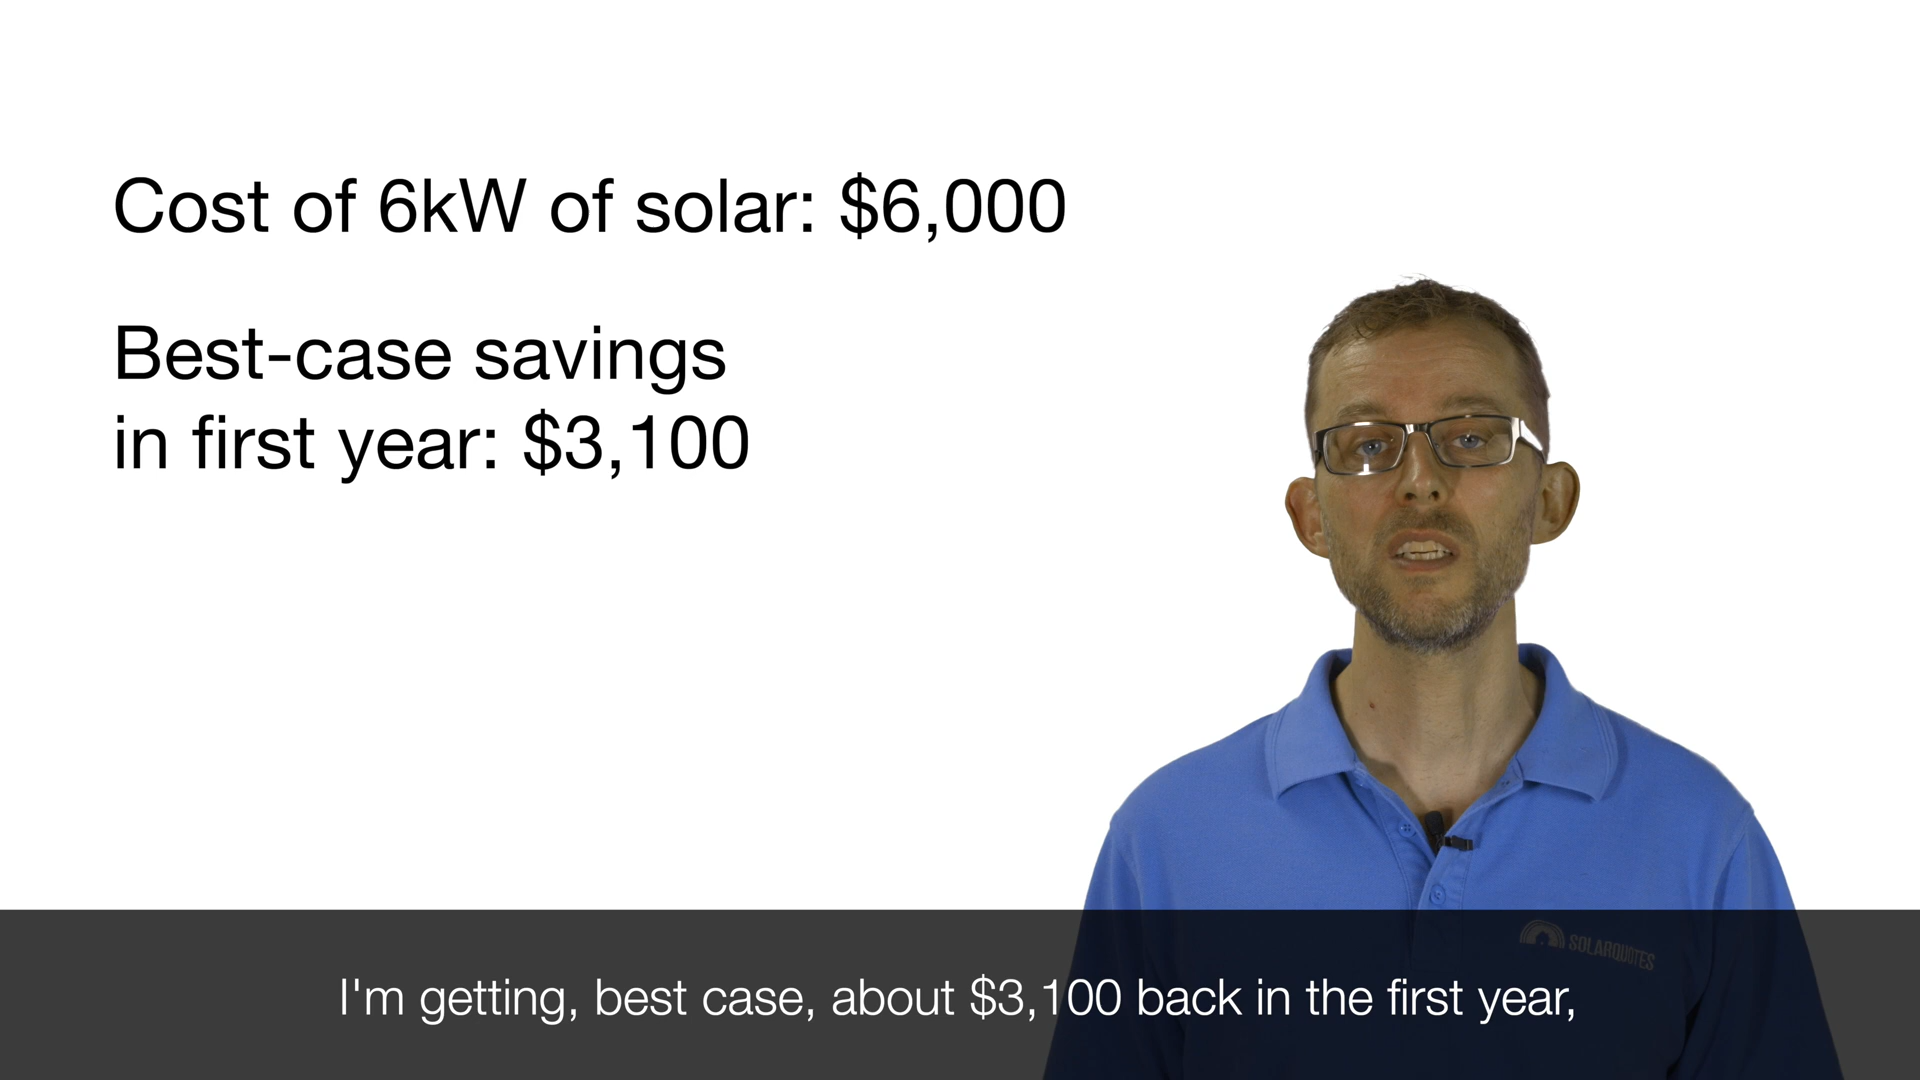 Cost of 6kW of solar: $6,000
Best-case savings
in first year: $3,100
SOLARQUOTES
I'm getting, best case, about $3,100 back in the first year,